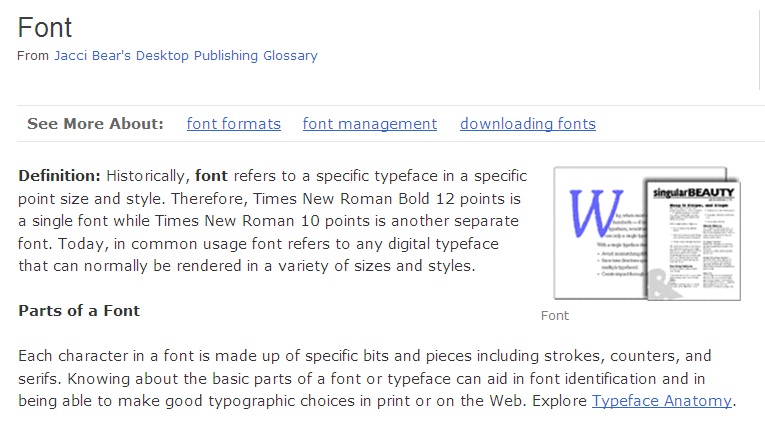 Font
From Jacci Bear's Desktop Publishing Glossary
See More About: font formats font management downloading fonts
Definition: Historically, font refers to a specific typeface in a specific
point size and style. Therefore, Times New Roman Bold 12 points is
a single font while Times New Roman 10 points is another separate
font. Today, in common usage font refers to any digital typeface
that can normally be rendered in a variety of sizes and styles.
W
singularBEAUTY
Keep it Simple, and Single
&
Font
Parts of a Font
Each character in a font is made up of specific bits and pieces including strokes, counters, and
serifs. Knowing about the basic parts of a font or typeface can aid in font identification and in
being able to make good typographic choices in print or on the Web. Explore Typeface Anatomy.